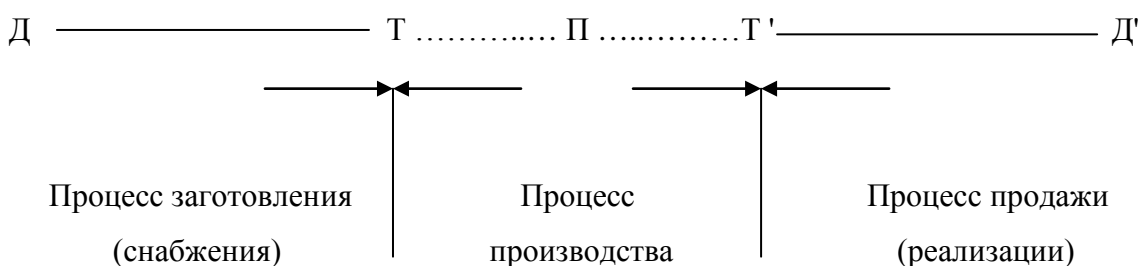 Д Т ………..… П …..………Т ' Д'
Процесс заготовления Процесс Процесс продажи
(снабжения) производства (реализации)